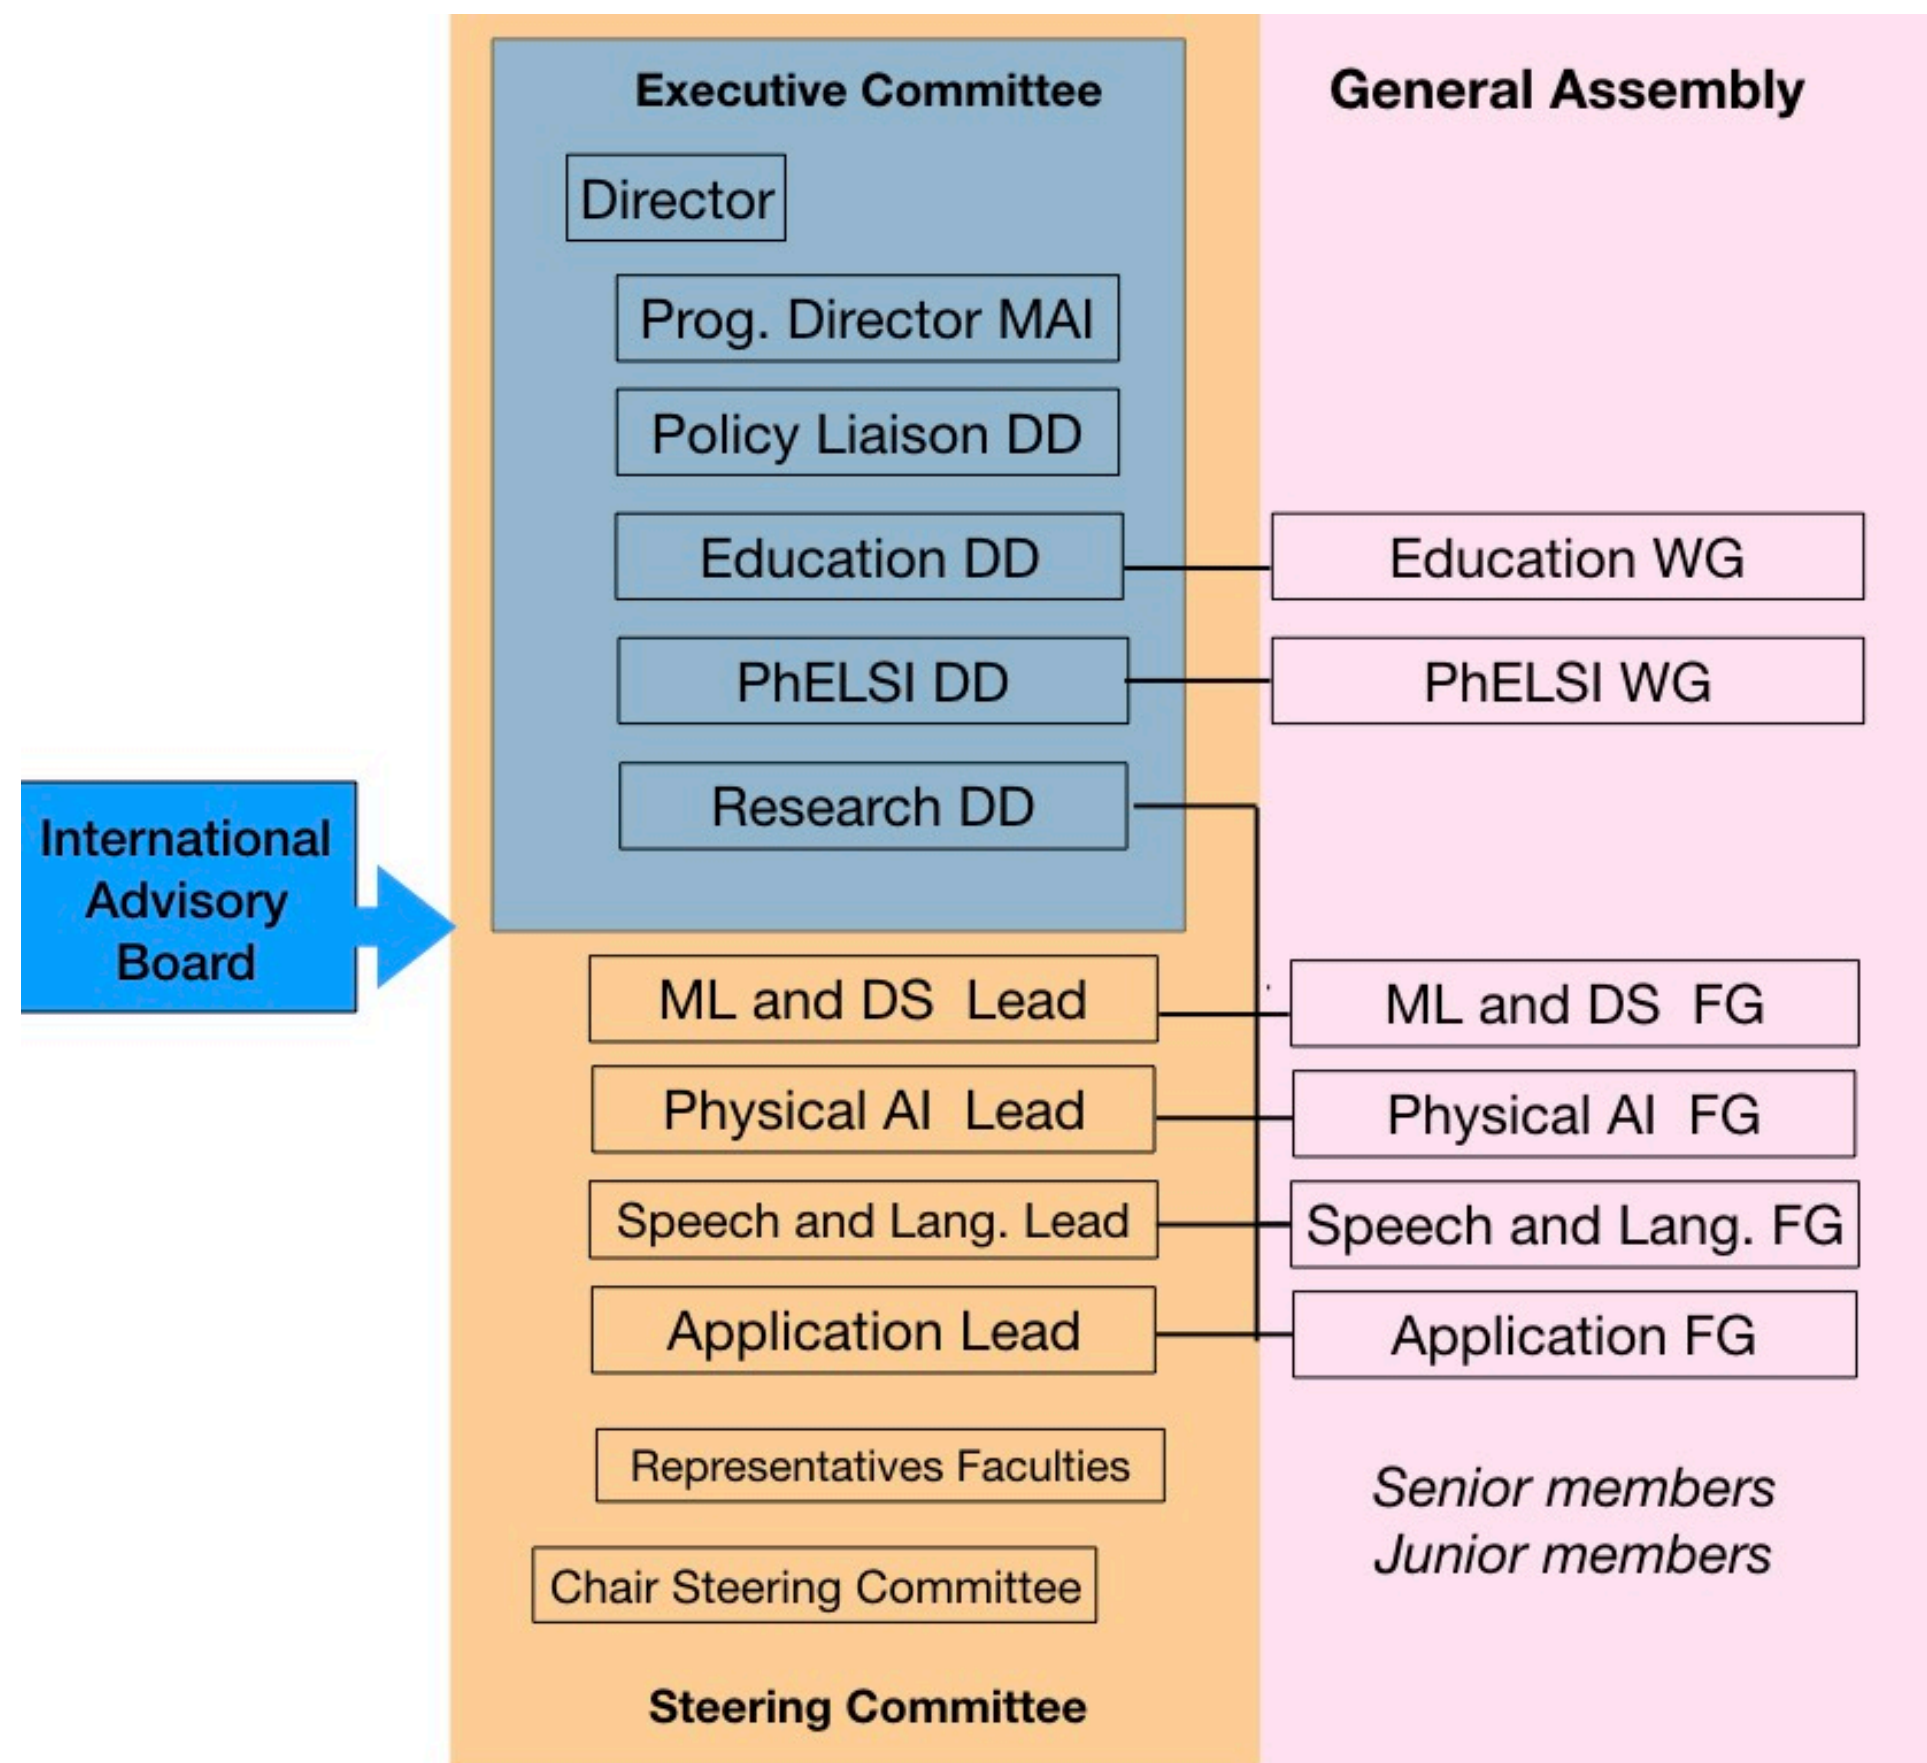 Executive Committee
General Assembly
Director
Prog. Director MAI
Policy Liaison DD
Education DD
Education WG
PhELSI DD
PhELSI WG
Research DD
International
Advisory
Board
ML and DS  Lead
ML and DS  FG
Physical AI  Lead
Physical AI  FG
Speech and Lang. Lead
Speech and Lang. FG
Application Lead
Application FG
Representatives Faculties
Senior members
Junior members
Chair Steering Committee
Steering Committee